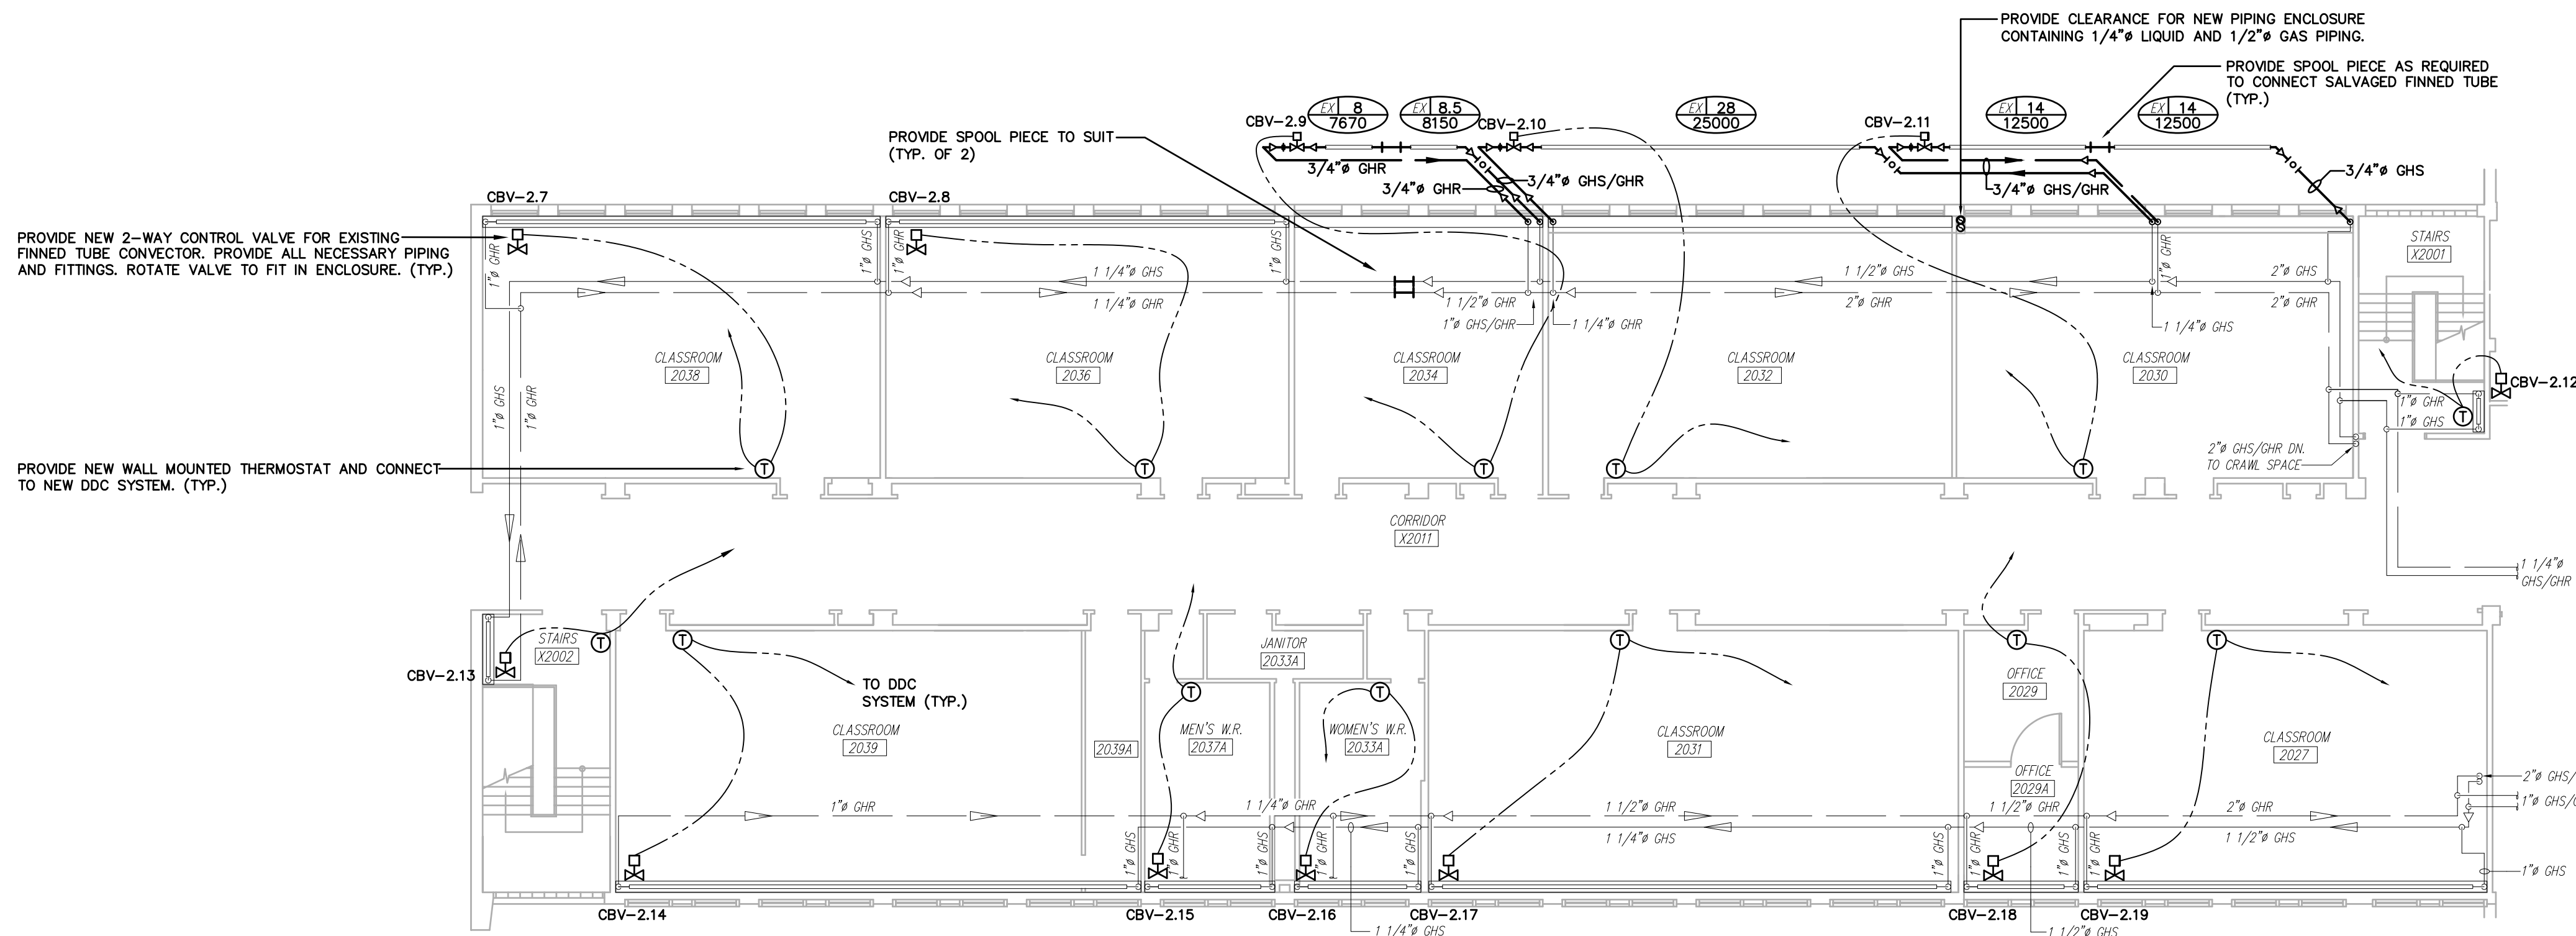 PROVIDE CLEARANCE FOR NEW PIPING ENCLOSURE
CONTAINING 1/4"ø LIQUID AND 1/2"ø GAS PIPING.
PROVIDE SPOOL PIECE AS REQUIRED
TO CONNECT SALVAGED FINNED TUBE
(TYP.)
EX 8
7670
EX 8.5
8150
EX 28
25000
EX 14
12500
EX 14
12500
CBV-2.9
CBV-2.10
CBV-2.11
PROVIDE SPOOL PIECE TO SUIT
(TYP. OF 2)
3/4"ø GHR
3/4"ø GHR
3/4"ø GHS/GHR
3/4"ø GHS/GHR
3/4"ø GHS
CBV-2.7
CBV-2.8
PROVIDE NEW 2-WAY CONTROL VALVE FOR EXISTING
FINNED TUBE CONVECTOR. PROVIDE ALL NECESSARY PIPING
AND FITTINGS. ROTATE VALVE TO FIT IN ENCLOSURE. (TYP.)
1"ø GHR
1"ø GHS
1"ø GHR
1"ø GHS
1"ø GHR
STAIRS
X2001
1 1/4"ø GHS
1 1/2"ø GHS
2"ø GHS
1 1/4"ø GHR
1 1/2"ø GHR
2"ø GHR
2"ø GHR
1"ø GHS/GHR
1 1/4"ø GHR
1 1/4"ø GHS
CLASSROOM
2038
CLASSROOM
2036
CLASSROOM
2034
CLASSROOM
2032
CLASSROOM
2030
CBV-2.12
1"ø GHS
1"ø GHR
1"ø GHR
1"ø GHS
2"ø GHS/GHR DN.
TO CRAWL SPACE
PROVIDE NEW WALL MOUNTED THERMOSTAT AND CONNECT
TO NEW DDC SYSTEM. (TYP.)
T
T
T
T
T
T
CORRIDOR
X2011
1 1/4"ø
GHS/GHR
STAIRS
X2002
T
T
T
T
T
T
T
JANITOR
2033A
CBV-2.13
TO DDC
SYSTEM (TYP.)
OFFICE
2029
CLASSROOM
2039
2039A
MEN'S W.R.
2037A
WOMEN'S W.R.
2033A
CLASSROOM
2031
CLASSROOM
2027
OFFICE
2029A
2"ø GHS/
1"ø GHS/
1"ø GHR
1 1/4"ø GHR
1 1/2"ø GHR
1 1/2"ø GHR
2"ø GHR
1 1/4"ø GHS
1 1/2"ø GHS
1"ø GHS
1"ø GHR
1"ø GHS
1"ø GHR
1"ø GHS
1"ø GHR
1"ø GHS
1"ø GHR
1"ø GHS
1"ø GHR
1"ø GHS
CBV-2.14
CBV-2.15
CBV-2.16
CBV-2.17
CBV-2.18
CBV-2.19
1 1/4"ø GHS
1 1/2"ø GHS